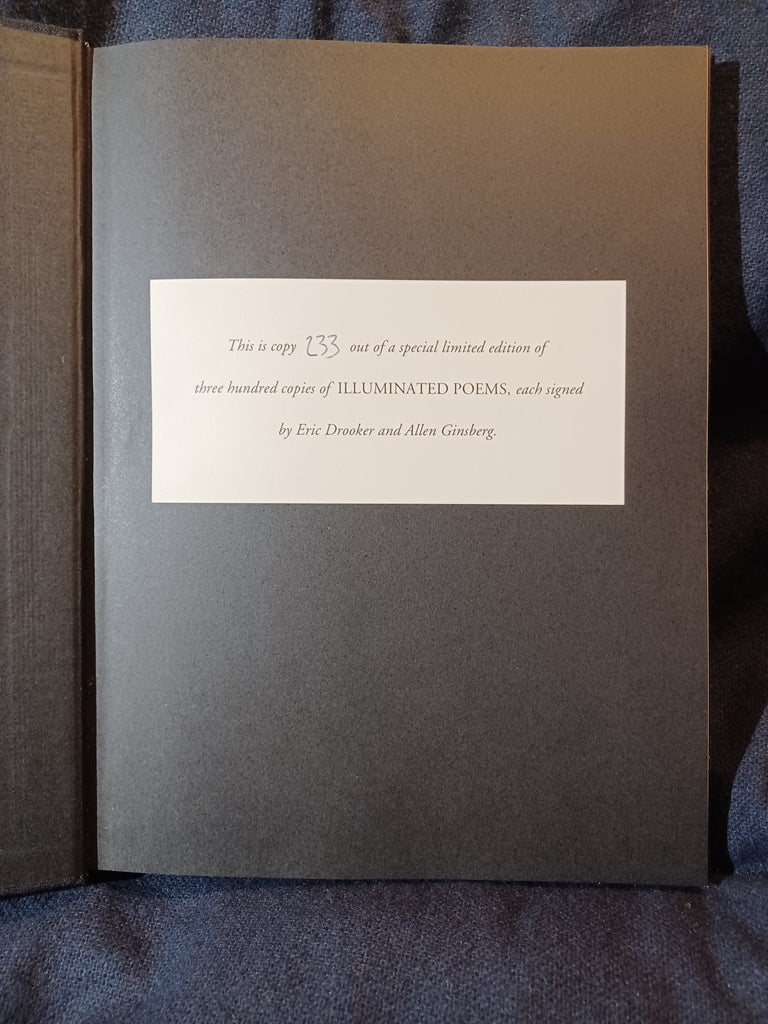 This is copy 233 out of a special limited edition of
three hundred copies of ILLUMINATED POEMS, each signed
by Eric Drooker and Allen Ginsberg.